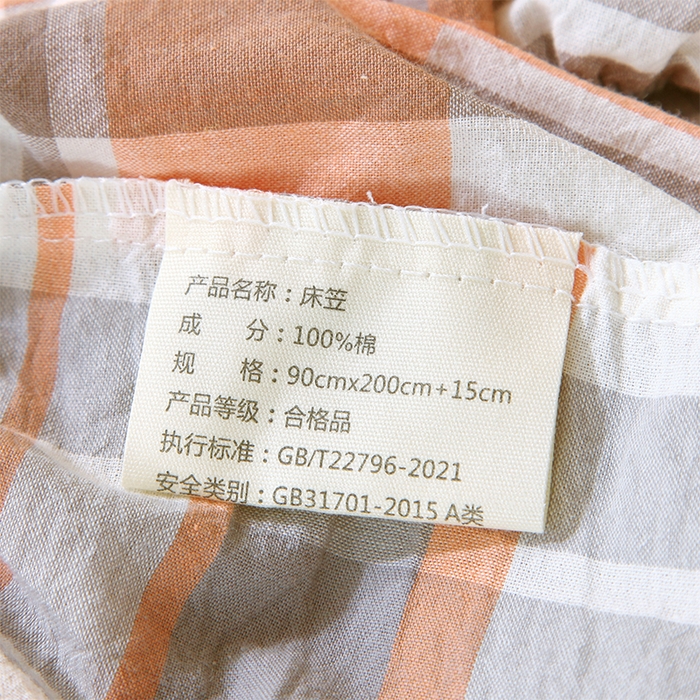 产品名称：床笠
成 分：100%棉
规 格：90cmx200cm+15cm
产品等级：合格品
执行标准：GB/T22796-2021
安全类别：GB31701-2015 A类